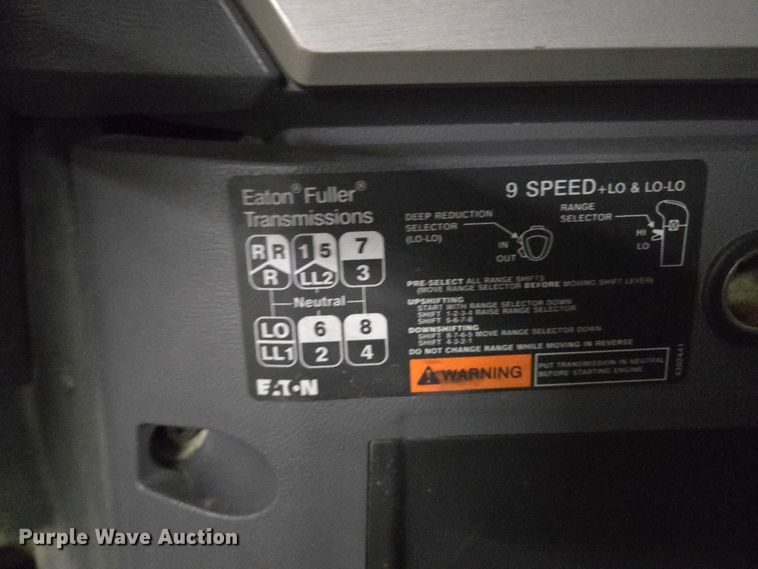 Eaton® Fuller®
Transmissions
9 SPEED +LO & LO-LO
DEEP REDUCTION
SELECTOR
(LO-LO)
IN
OUT
RANGE
SELECTOR
HI
LO
R R 1 5 7
R LL2 3
Neutral
LO 6 8
LL1 2 4
PRE-SELECT ALL RANGE SHIFTS
(MOVE RANGE SELECTOR BEFORE MOVING SHIFT LEVER)
UPSHIFTING
START WITH RANGE SELECTOR DOWN
SHIFT 1-2-3-4 RAISE RANGE SELECTOR
SHIFT 5-6-7-8
DOWNSHIFTING
SHIFT 8-7-6-5 MOVE RANGE SELECTOR DOWN
SHIFT 4-3-2-1
DO NOT CHANGE RANGE WHILE MOVING IN REVERSE
WARNING
PUT TRANSMISSION IN NEUTRAL
BEFORE STARTING ENGINE
EATON
Purple Wave Auction